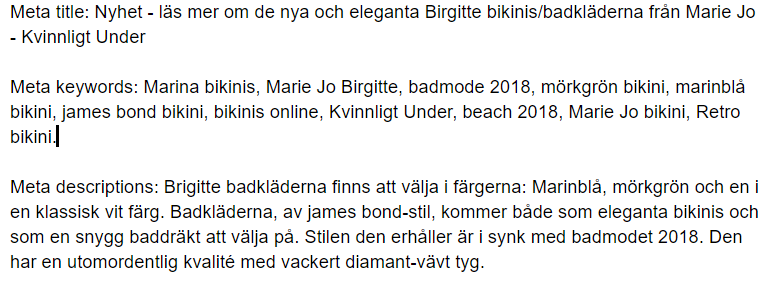 Meta title: Nyhet - läs mer om de nya och eleganta Birgitte bikinis/badkläderna från Marie Jo
- Kvinnligt Under
Meta keywords: Marina bikinis, Marie Jo Birgitte, badmode 2018, mörkgrön bikini, marinblå
bikini, james bond bikini, bikinis online, Kvinnligt Under, beach 2018, Marie Jo bikini, Retro
bikini.
Meta descriptions: Brigitte badkläderna finns att välja i färgerna: Marinblå, mörkgrön och en i
en klassisk vit färg. Badkläderna, av james bond-stil, kommer både som eleganta bikinis och
som en snygg baddräkt att välja på. Stilen den erhåller är i synk med badmodet 2018. Den
har en utomordentlig kvalité med vackert diamant-vävt tyg.